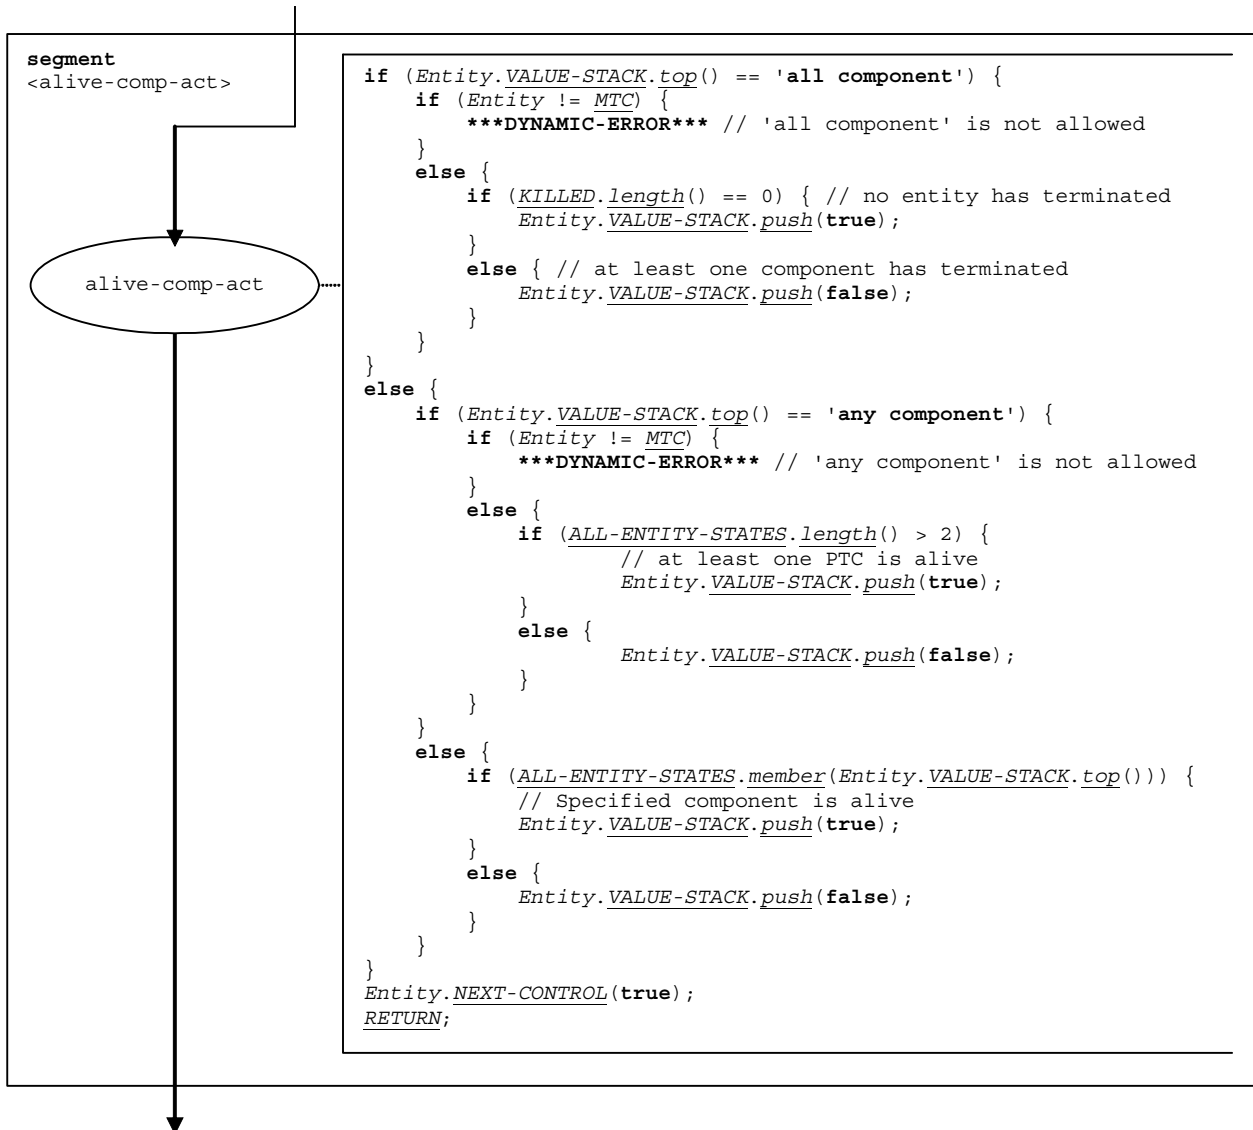 segment
<alive-comp-act>
alive-comp-act
if (Entity.VALUE-STACK.top() == 'all component') {
    if (Entity != MTC) {
        ***DYNAMIC-ERROR*** // 'all component' is not allowed
    }
    else {
        if (KILLED.length() == 0) { // no entity has terminated
            Entity.VALUE-STACK.push(true);
        }
        else { // at least one component has terminated
            Entity.VALUE-STACK.push(false);
        }
    }
}
else {
    if (Entity.VALUE-STACK.top() == 'any component') {
        if (Entity != MTC) {
            ***DYNAMIC-ERROR*** // 'any component' is not allowed
        }
        else {
            if (ALL-ENTITY-STATES.length() > 2) {
                    // at least one PTC is alive
                    Entity.VALUE-STACK.push(true);
            }
            else {
                    Entity.VALUE-STACK.push(false);
            }
        }
    }
    else {
        if (ALL-ENTITY-STATES.member(Entity.VALUE-STACK.top())) {
            // Specified component is alive
            Entity.VALUE-STACK.push(true);
        }
        else {
            Entity.VALUE-STACK.push(false);
        }
    }
}
Entity.NEXT-CONTROL(true);
RETURN;